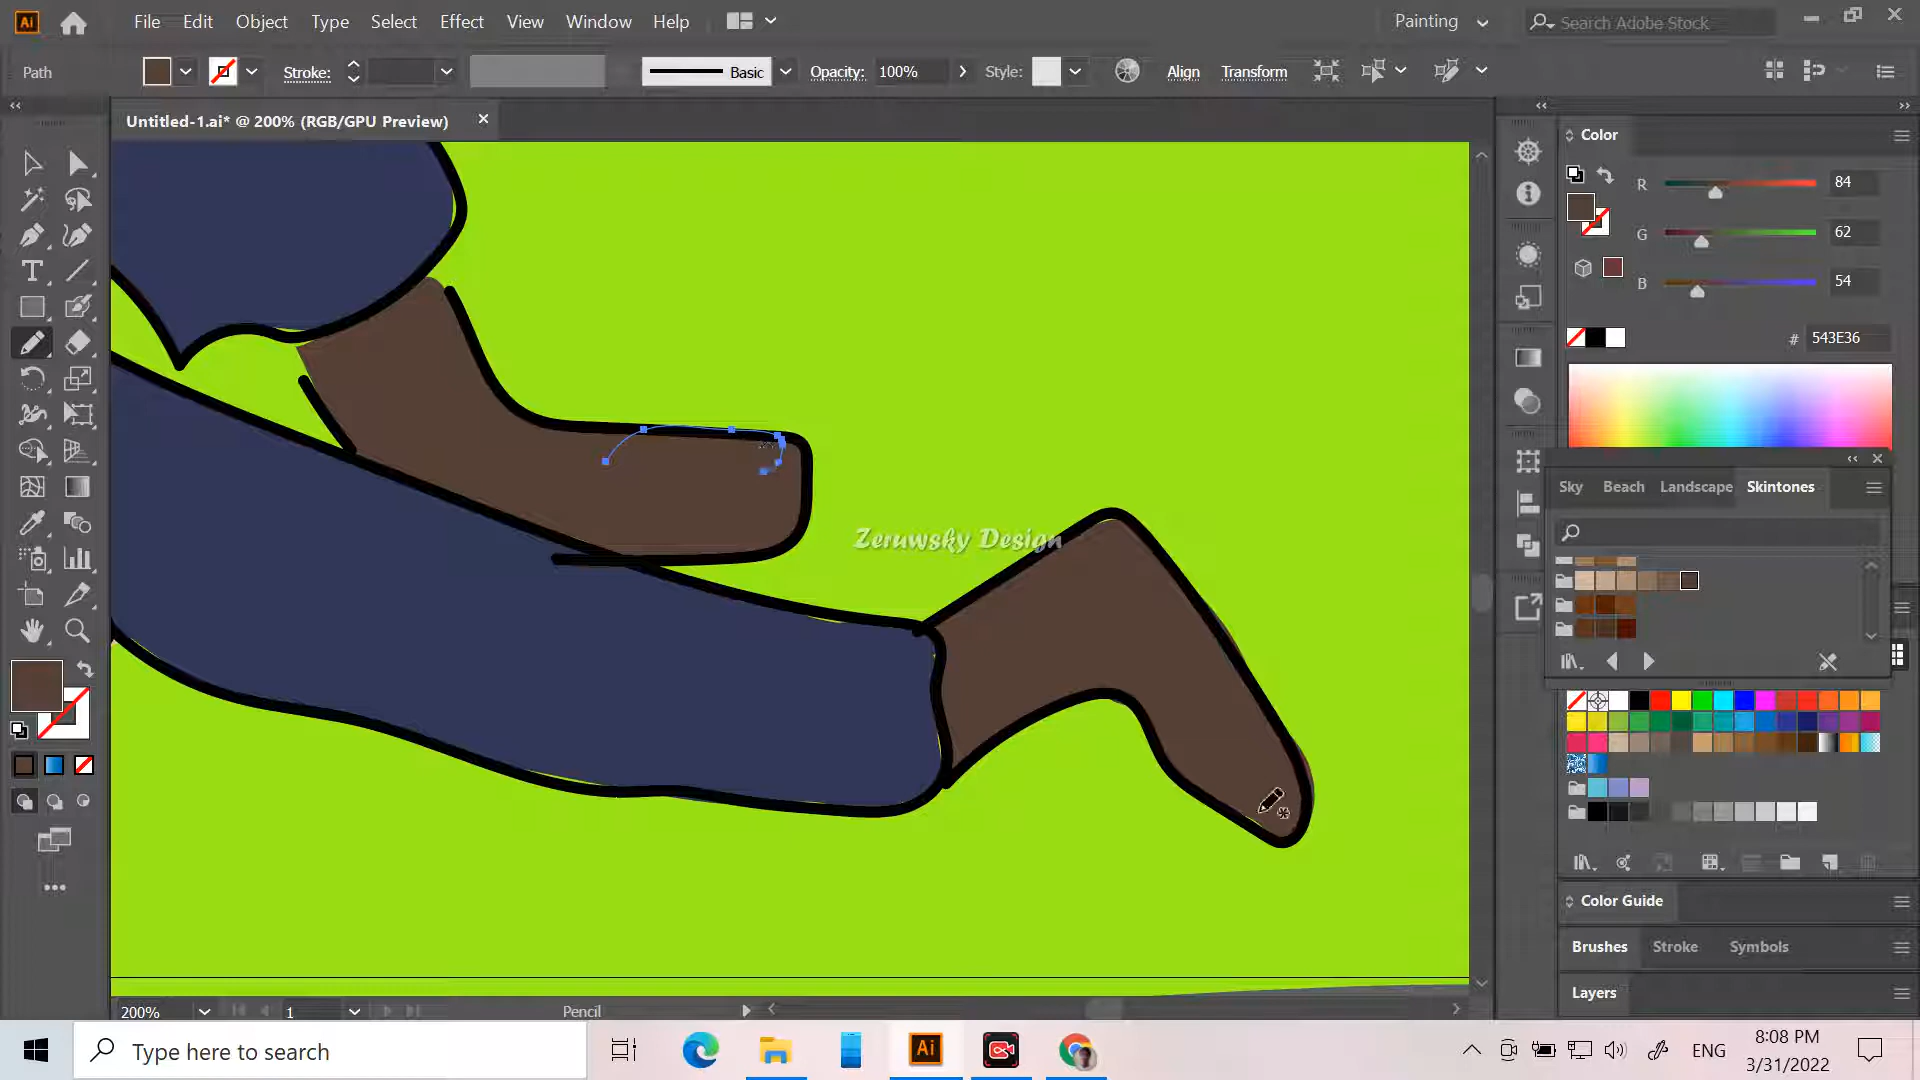 Ai File Edit Object Type Select Effect View Window Help Painting Search Adobe Stock
Path Stroke: Basic Opacity: 100% Style: Align Transform
Untitled-1.ai* @ 200% (RGB/GPU Preview)
Color
R 84
G 62
B 54
# 543E36
Sky Beach Landscape Skintones
Zeruwsky Design
Color Guide
Brushes Stroke Symbols
Layers
200% 1 Pencil
Type here to search
Ai
ENG
8:08 PM
3/31/2022